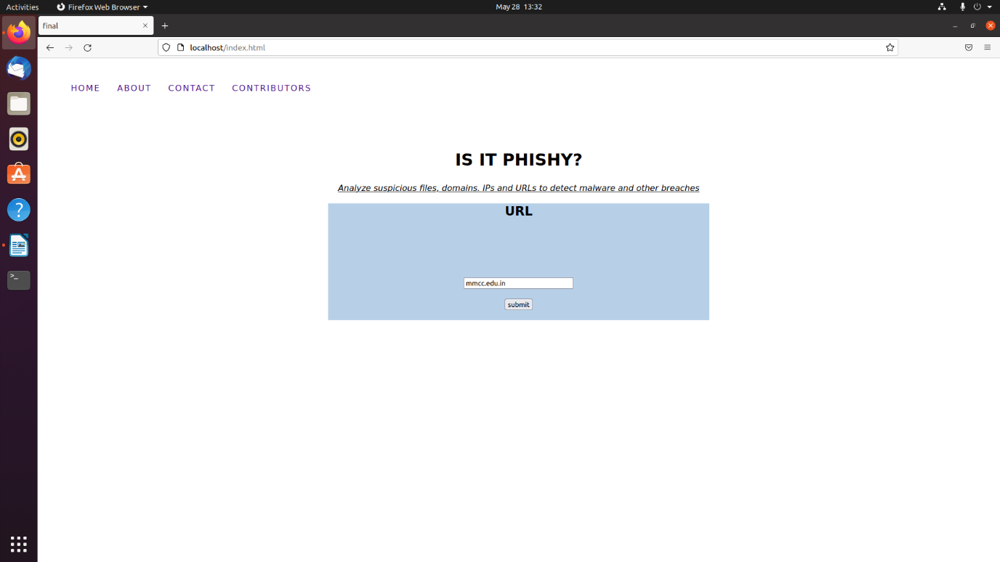 Activities Firefox Web Browser May 28 13:32
final
localhost/index.html
HOME ABOUT CONTACT CONTRIBUTORS
IS IT PHISHY?
Analyze suspicious files, domains. IPs and URLs to detect malware and other breaches
URL
mmcc.edu.in
submit